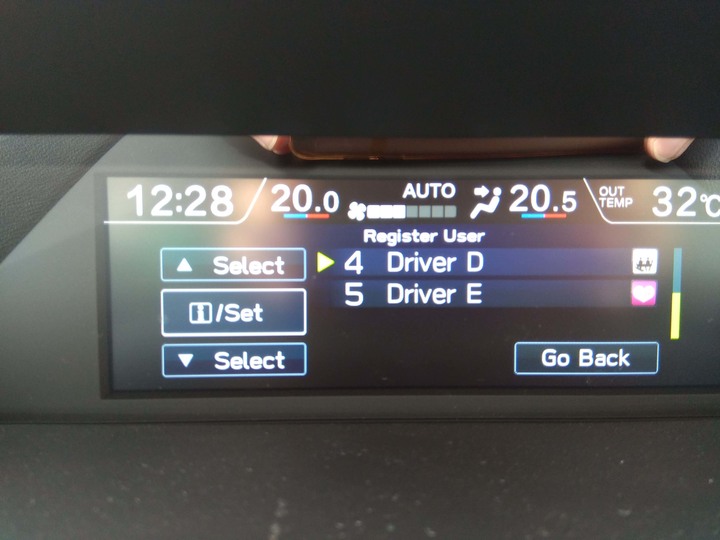 12:28 20.0 AUTO 20.5 OUT TEMP 32℃
Register User
▲ Select
4 Driver D
i/Set
5 Driver E
▼ Select
Go Back